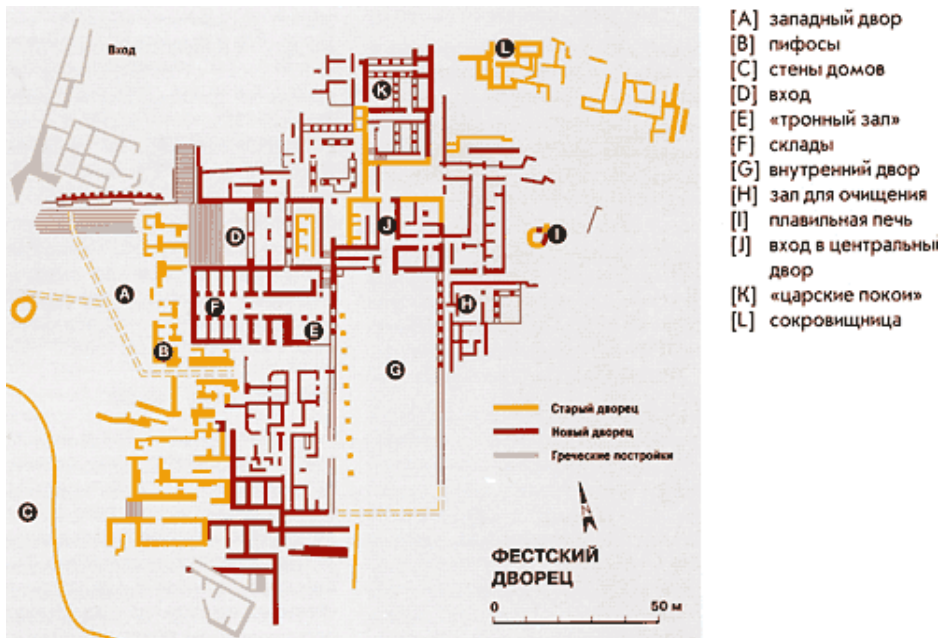 Вход
L
K
J
D
I
A
F
H
E
B
G
C
Старый дворец
Новый дворец
Греческие постройки
ФЕСТСКИЙ
ДВОРЕЦ
0 50 м
[A] западный двор
[B] пифосы
[C] стены домов
[D] вход
[E] «тронный зал»
[F] склады
[G] внутренний двор
[H] зал для очищения
[I] плавильная печь
[J] вход в центральны
двор
[K] «царские покои»
[L] сокровищница